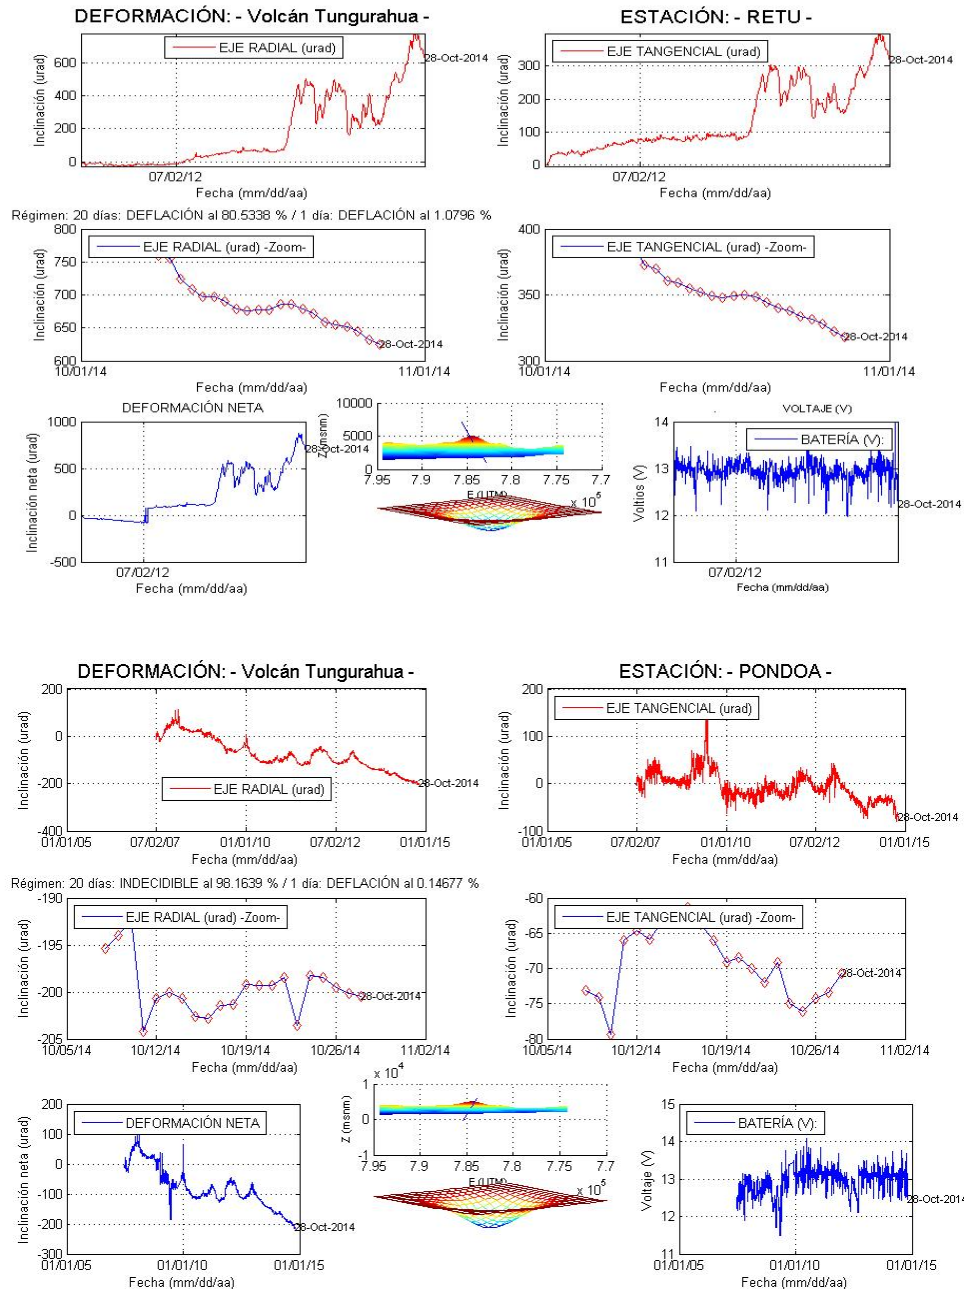 DEFORMACIÓN: - Volcán Tungurahua -
ESTACIÓN: - RETU -
EJE RADIAL (urad)
28-Oct-2014
600
400
200
0
Inclinación (urad)
07/02/12
Fecha (mm/dd/aa)
EJE TANGENCIAL (urad)
28-Oct-2014
300
200
100
0
Inclinación (urad)
07/02/12
Fecha (mm/dd/aa)
Régimen: 20 días: DEFLACIÓN al 80.5338 % / 1 día: DEFLACIÓN al 1.0796 %
EJE RADIAL (urad) -Zoom-
800
750
700
650
600
Inclinación (urad)
28-Oct-2014
10/01/14
11/01/14
Fecha (mm/dd/aa)
EJE TANGENCIAL (urad) -Zoom-
400
350
300
Inclinación (urad)
28-Oct-2014
10/01/14
11/01/14
Fecha (mm/dd/aa)
DEFORMACIÓN NETA
1000
500
0
-500
Inclinación neta (urad)
28-Oct-2014
07/02/12
Fecha (mm/dd/aa)
10000
5000
0
Z (msnm)
7.95 7.9 7.85 7.8 7.75 7.7
E (UTM)
x 10^5
VOLTAJE (V)
BATERÍA (V):
14
13
12
11
Voltios (V)
28-Oct-2014
07/02/12
Fecha (mm/dd/aa)
DEFORMACIÓN: - Volcán Tungurahua -
ESTACIÓN: - PONDOA -
200
0
-200
-400
Inclinación (urad)
EJE RADIAL (urad)
28-Oct-2014
01/01/05 07/02/07 01/01/10 07/02/12 01/01/15
Fecha (mm/dd/aa)
EJE TANGENCIAL (urad)
200
100
0
-100
Inclinación (urad)
28-Oct-2014
01/01/05 07/02/07 01/01/10 07/02/12 01/01/15
Fecha (mm/dd/aa)
Régimen: 20 días: INDECIDIBLE al 98.1639 % / 1 día: DEFLACIÓN al 0.14677 %
EJE RADIAL (urad) -Zoom-
-190
-195
-200
-205
Inclinación (urad)
28-Oct-2014
10/05/14 10/12/14 10/19/14 10/26/14 11/02/14
Fecha (mm/dd/aa)
EJE TANGENCIAL (urad) -Zoom-
-60
-65
-70
-75
-80
Inclinación (urad)
28-Oct-2014
10/05/14 10/12/14 10/19/14 10/26/14 11/02/14
Fecha (mm/dd/aa)
DEFORMACIÓN NETA
200
100
0
-100
-200
-300
Inclinación neta (urad)
28-Oct-2014
01/01/05 01/01/10 01/01/15
Fecha (mm/dd/aa)
x 10^4
1
0
-1
Z (msnm)
7.95 7.9 7.85 7.8 7.75 7.7
E (UTM)
x 10^5
BATERÍA (V):
15
14
13
12
11
Voltaje (V)
28-Oct-2014
01/01/05 01/01/10 01/01/15
Fecha (mm/dd/aa)